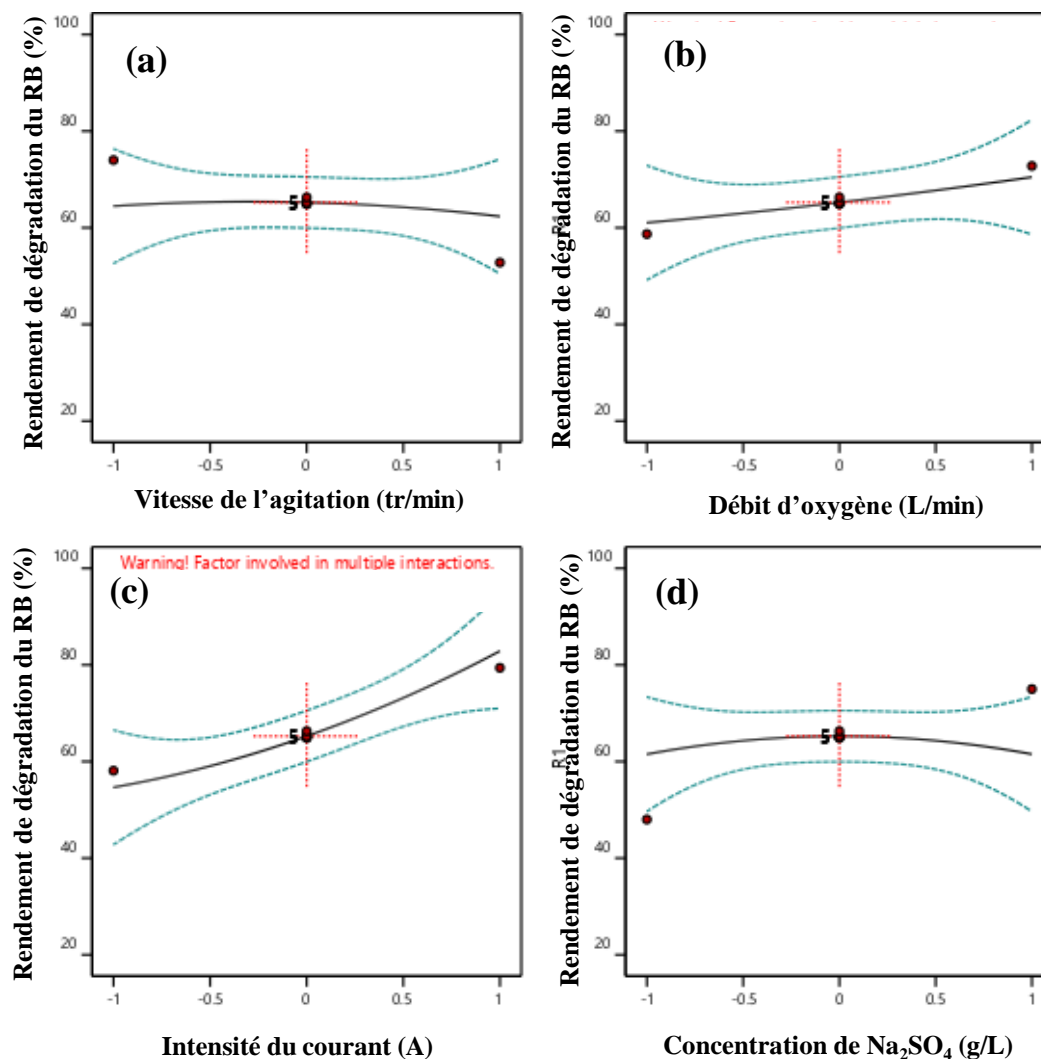 Rendement de dégradation du RB (%)
100
80
60
40
20
(a)
5
-1
-0.5
0
0.5
1
Vitesse de l’agitation (tr/min)
Rendement de dégradation du RB (%)
R1
100
80
60
40
20
(b)
5
-1
-0.5
0
0.5
1
Débit d’oxygène (L/min)
Rendement de dégradation du RB (%)
100
80
60
40
20
Warning! Factor involved in multiple interactions.
(c)
5
-1
-0.5
0
0.5
1
Intensité du courant (A)
Rendement de dégradation du RB (%)
R1
100
80
60
40
20
(d)
5
-1
-0.5
0
0.5
1
Concentration de Na₂SO₄ (g/L)